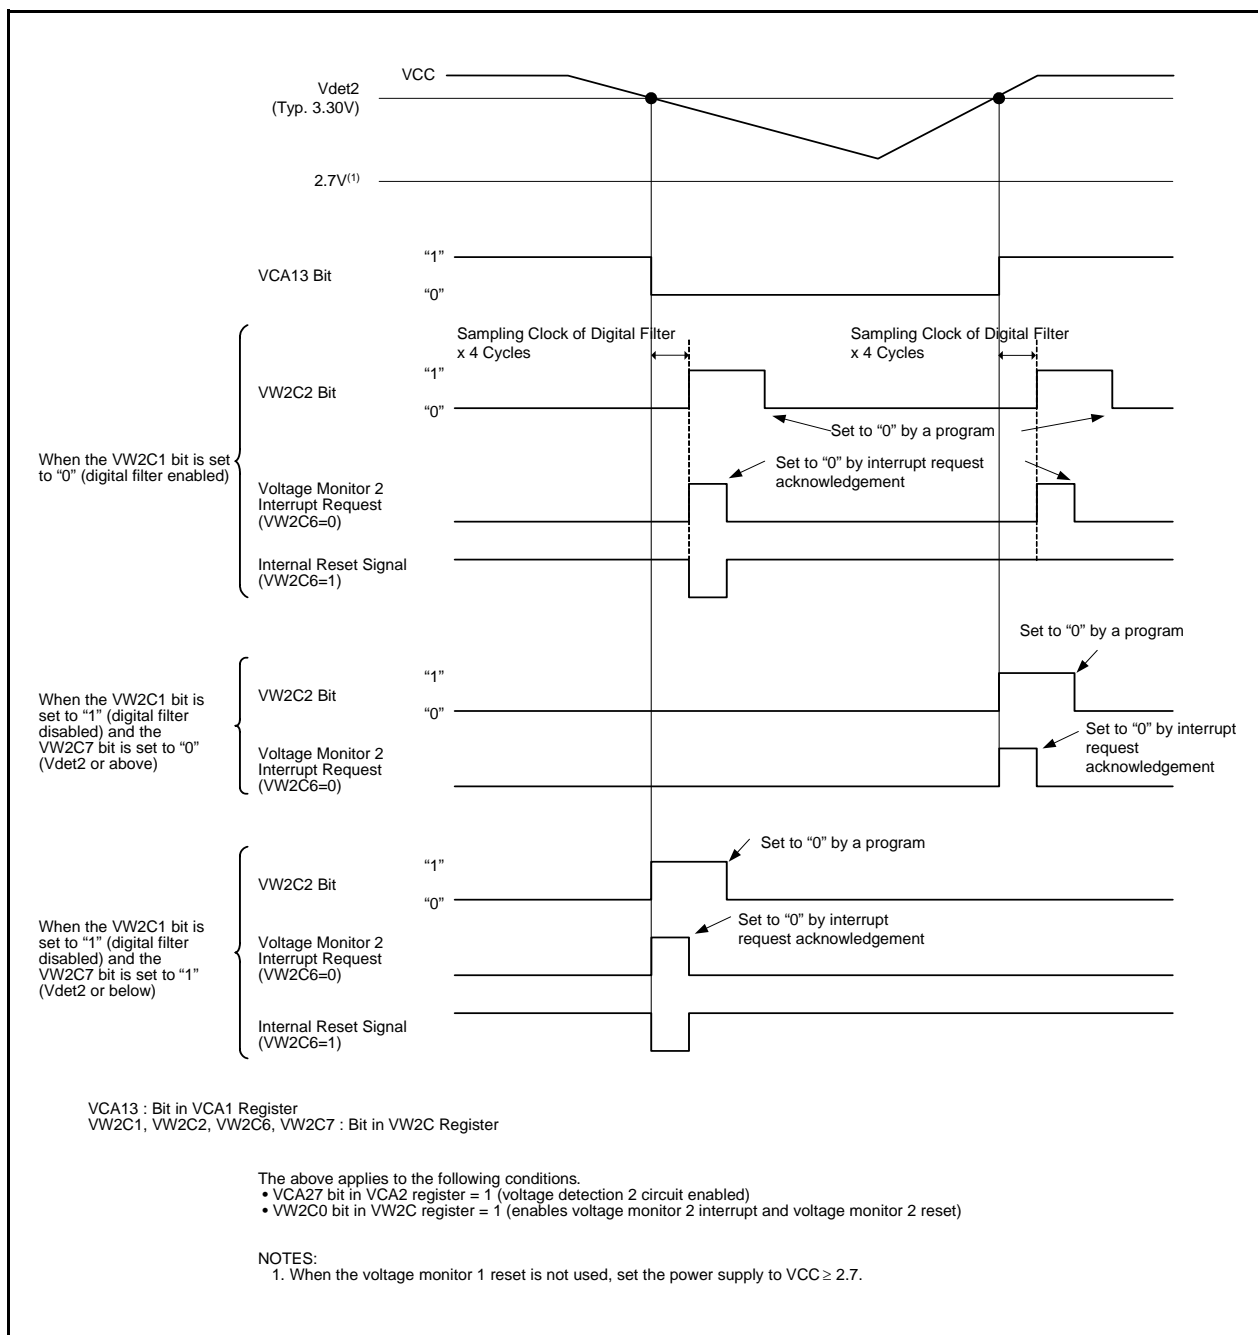 VCC
Vdet2
(Typ. 3.30V)
2.7V(1)
VCA13 Bit
“1”
“0”
Sampling Clock of Digital Filter
x 4 Cycles
Sampling Clock of Digital Filter
x 4 Cycles
When the VW2C1 bit is set
to “0” (digital filter enabled)
VW2C2 Bit
“1”
“0”
Set to “0” by a program
Set to “0” by interrupt request
acknowledgement
Voltage Monitor 2
Interrupt Request
(VW2C6=0)
Internal Reset Signal
(VW2C6=1)
Set to “0” by a program
When the VW2C1 bit is
set to “1” (digital filter
disabled) and the
VW2C7 bit is set to “0”
(Vdet2 or above)
VW2C2 Bit
“1”
“0”
Set to “0” by interrupt
request
acknowledgement
Voltage Monitor 2
Interrupt Request
(VW2C6=0)
Set to “0” by a program
When the VW2C1 bit is
set to “1” (digital filter
disabled) and the
VW2C7 bit is set to “1”
(Vdet2 or below)
VW2C2 Bit
“1”
“0”
Set to “0” by interrupt
request acknowledgement
Voltage Monitor 2
Interrupt Request
(VW2C6=0)
Internal Reset Signal
(VW2C6=1)
VCA13 : Bit in VCA1 Register
VW2C1, VW2C2, VW2C6, VW2C7 : Bit in VW2C Register
The above applies to the following conditions.
• VCA27 bit in VCA2 register = 1 (voltage detection 2 circuit enabled)
• VW2C0 bit in VW2C register = 1 (enables voltage monitor 2 interrupt and voltage monitor 2 reset)
NOTES:
1. When the voltage monitor 1 reset is not used, set the power supply to VCC ≥ 2.7.